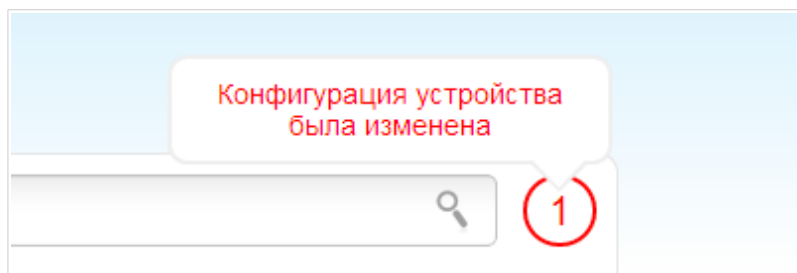 Конфигурация устройства
была изменена
1